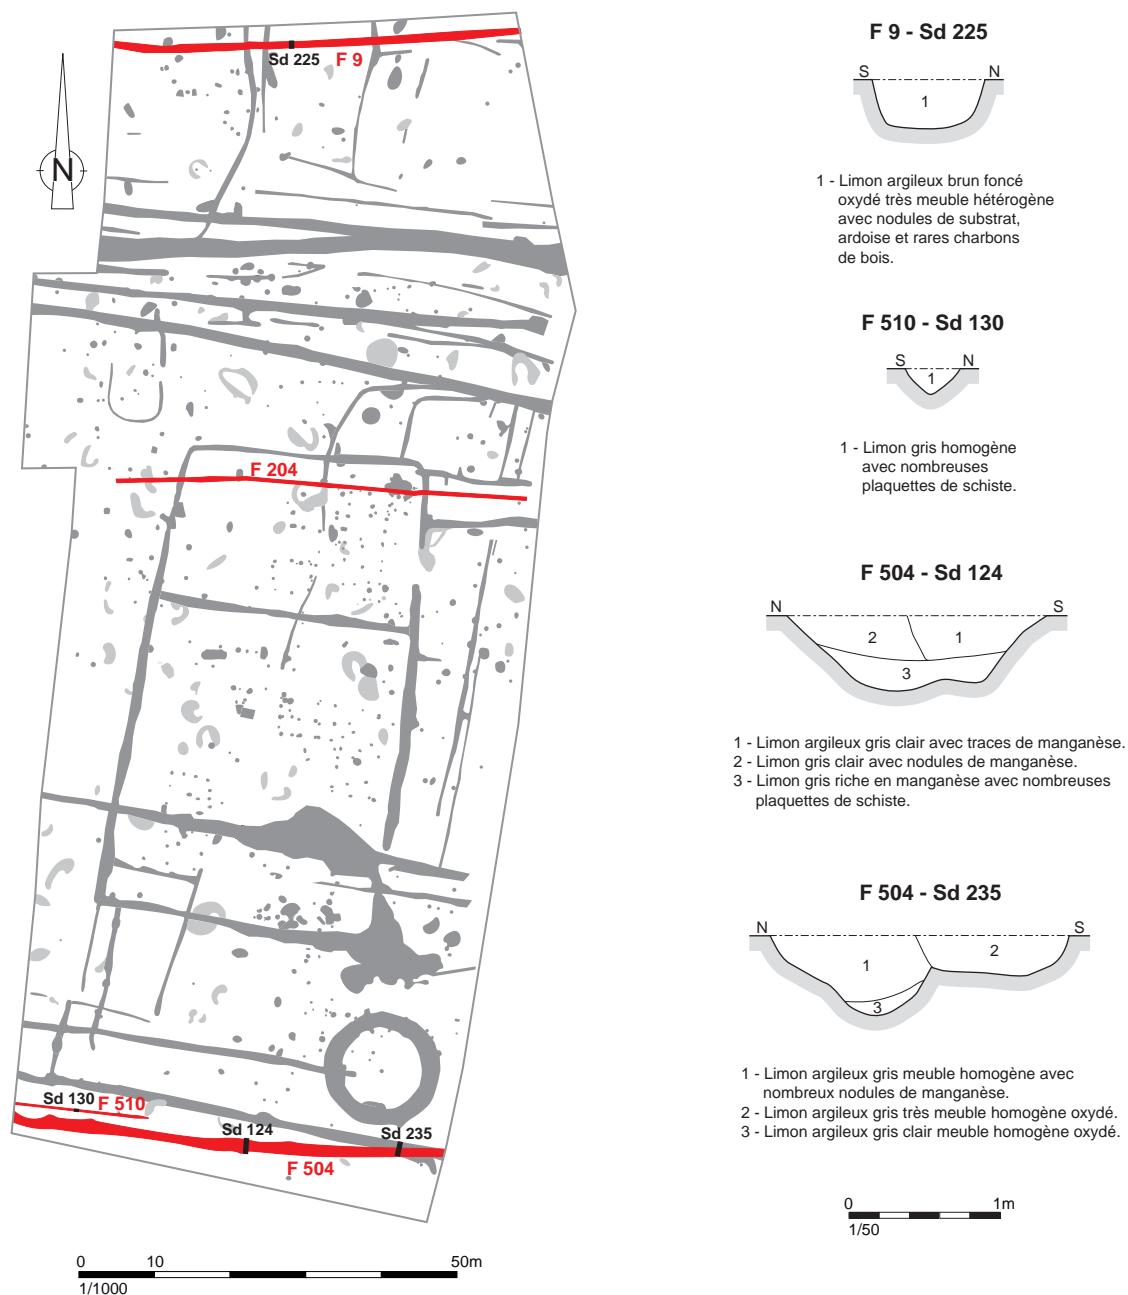 Sd 225
F 9
N
F 204
Sd 130
F 510
Sd 124
Sd 235
F 504
0 10 50m
1/1000
F 9 - Sd 225
S N
1
1 - Limon argileux brun foncé
oxydé très meuble hétérogène
avec nodules de substrat,
ardoise et rares charbons
de bois.
F 510 - Sd 130
S N
1
1 - Limon gris homogène
avec nombreuses
plaquettes de schiste.
F 504 - Sd 124
N S
2 1
3
1 - Limon argileux gris clair avec traces de manganèse.
2 - Limon gris clair avec nodules de manganèse.
3 - Limon gris riche en manganèse avec nombreuses
plaquettes de schiste.
F 504 - Sd 235
N S
2
1
3
1 - Limon argileux gris meuble homogène avec
nombreux nodules de manganèse.
2 - Limon argileux gris très meuble homogène oxydé.
3 - Limon argileux gris clair meuble homogène oxydé.
0 1m
1/50